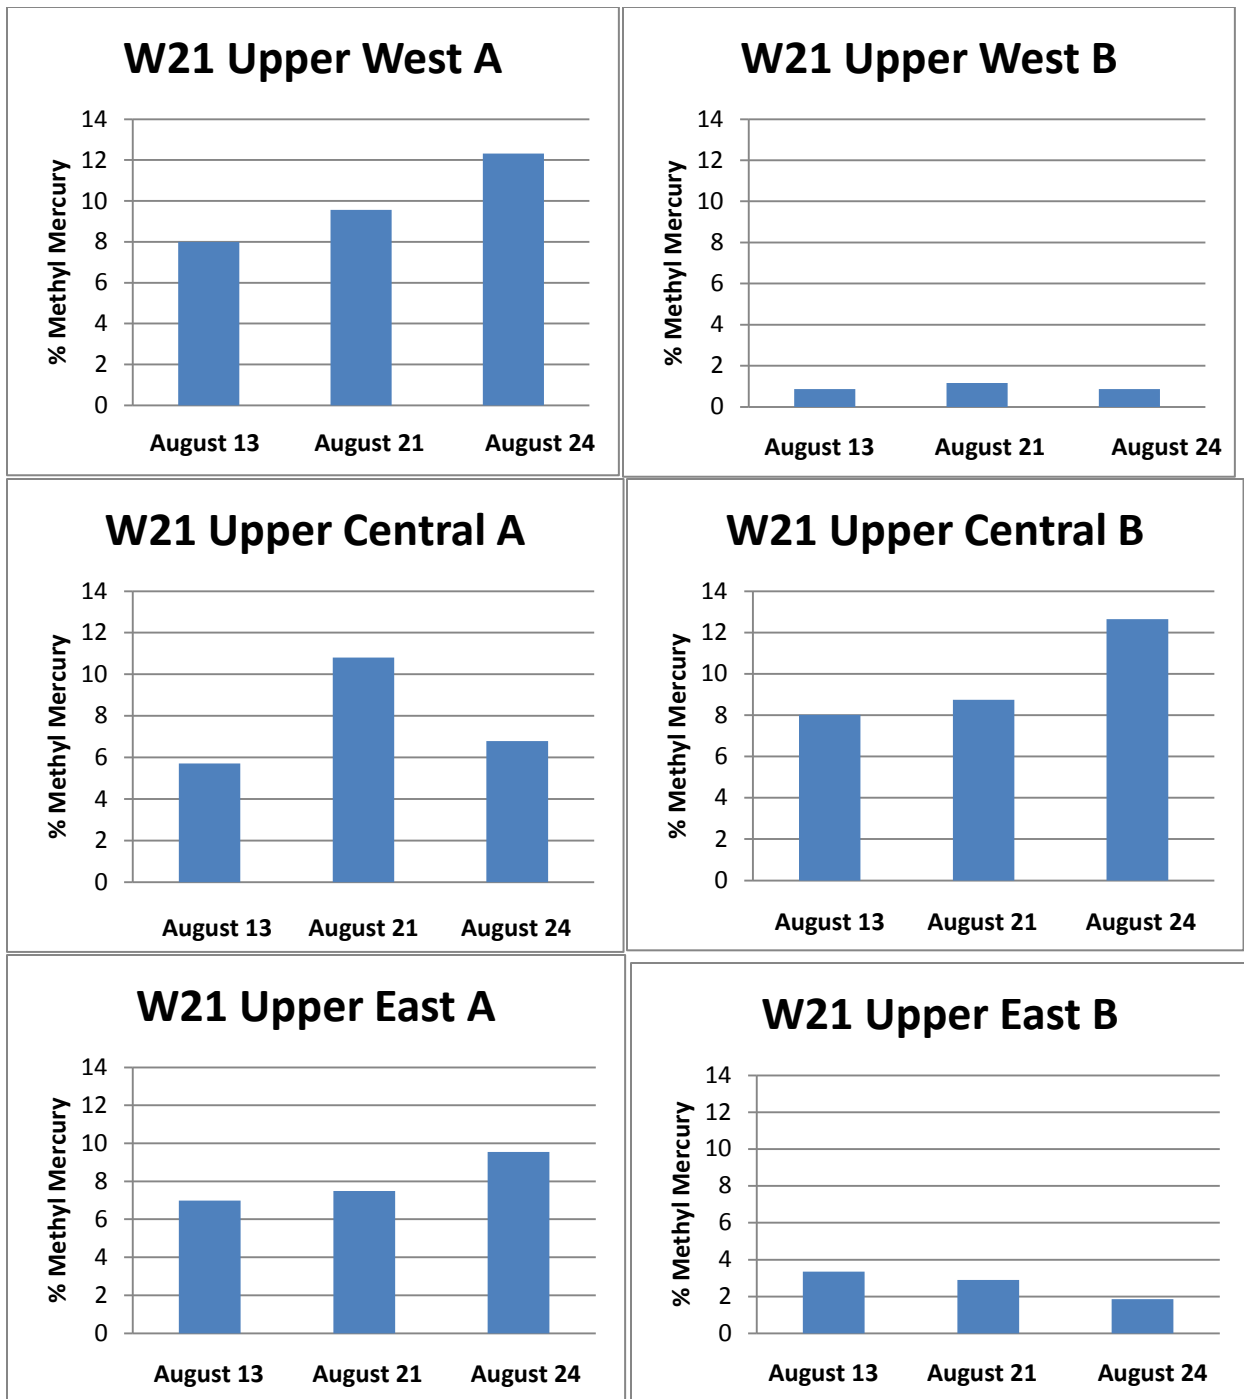 W21 Upper West A
% Methyl Mercury
14
12
10
8
6
4
2
0
August 13 August 21 August 24
W21 Upper West B
% Methyl Mercury
14
12
10
8
6
4
2
0
August 13 August 21 August 24
W21 Upper Central A
% Methyl Mercury
14
12
10
8
6
4
2
0
August 13 August 21 August 24
W21 Upper Central B
% Methyl Mercury
14
12
10
8
6
4
2
0
August 13 August 21 August 24
W21 Upper East A
% Methyl Mercury
14
12
10
8
6
4
2
0
August 13 August 21 August 24
W21 Upper East B
% Methyl Mercury
14
12
10
8
6
4
2
0
August 13 August 21 August 24